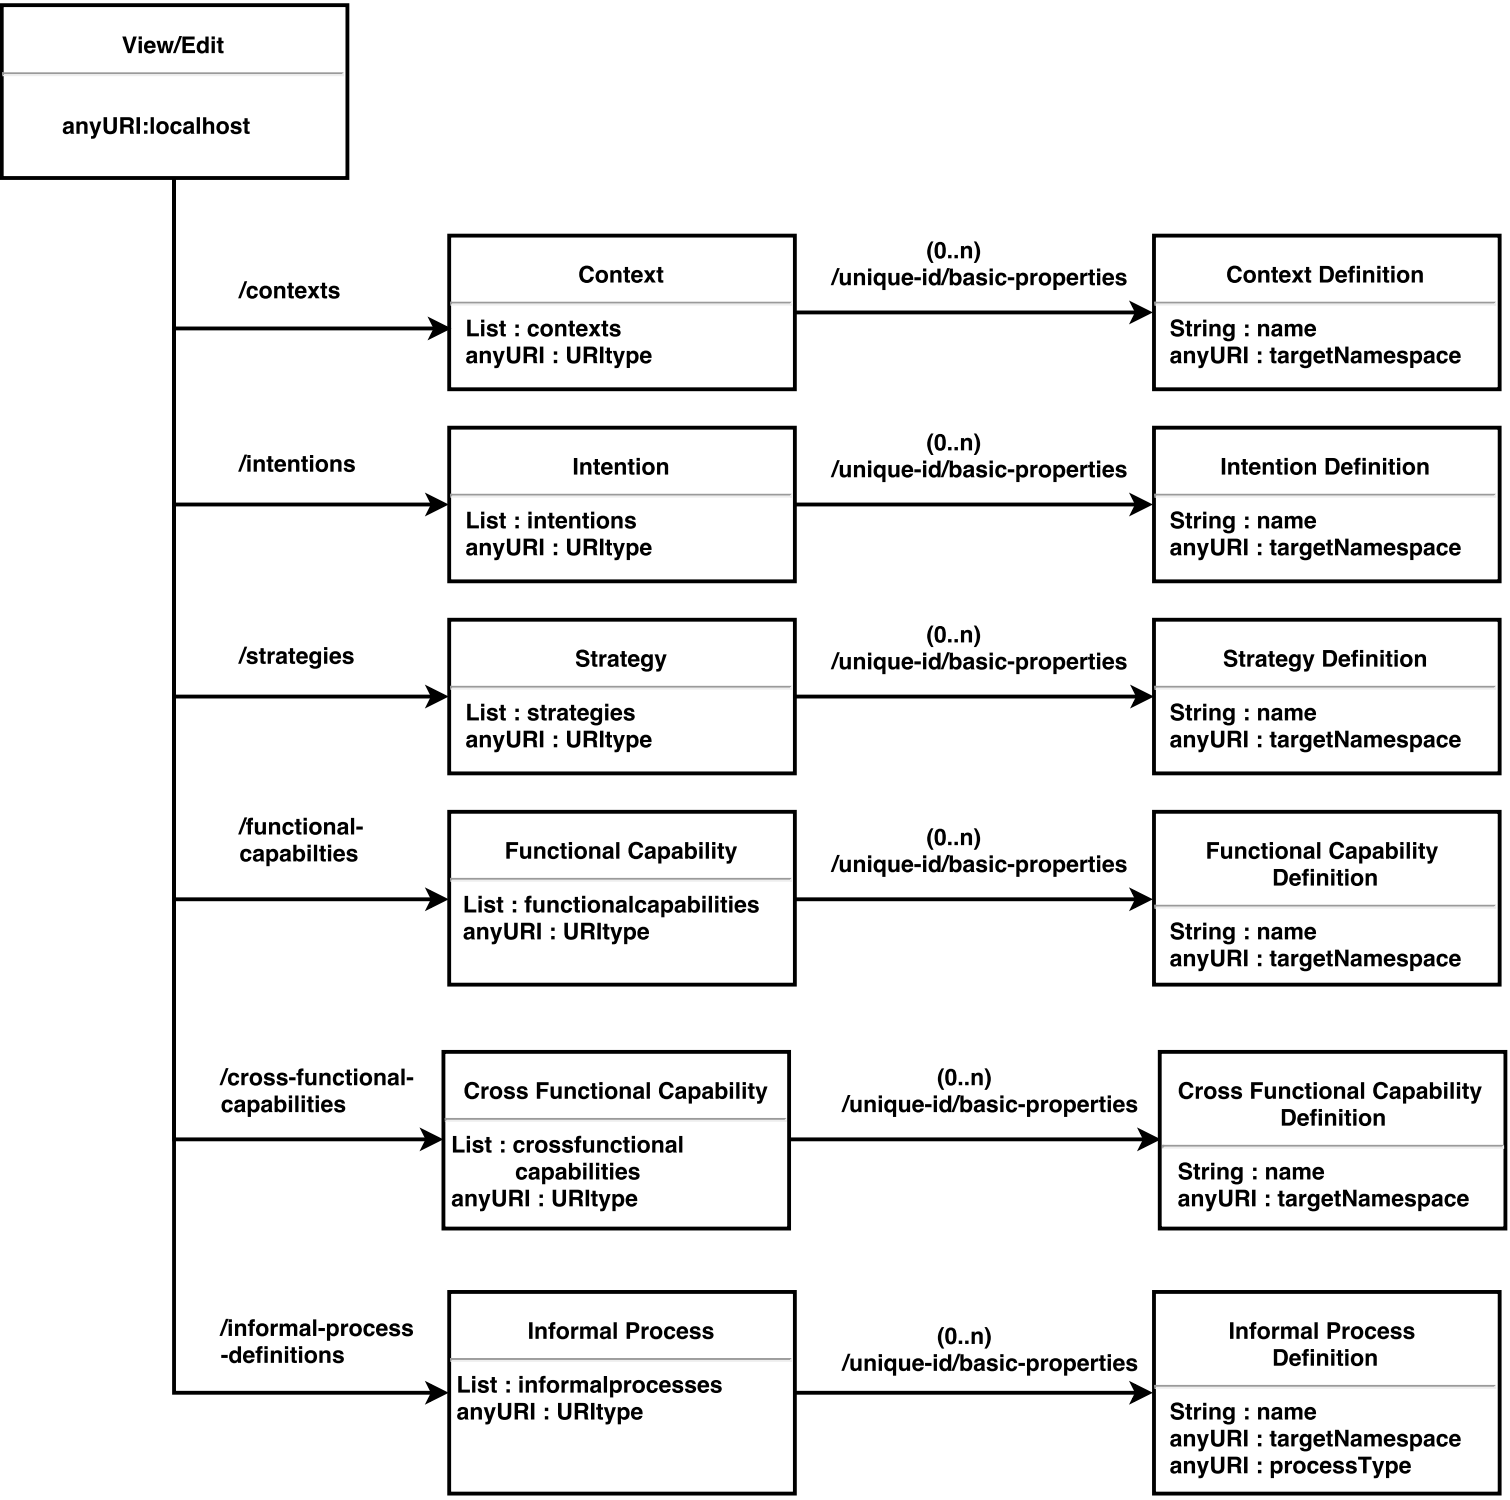 View/Edit
anyURI:localhost
/contexts
Context
List : contexts
anyURI : URItype
(0..n)
/unique-id/basic-properties
Context Definition
String : name
anyURI : targetNamespace
/intentions
Intention
List : intentions
anyURI : URItype
(0..n)
/unique-id/basic-properties
Intention Definition
String : name
anyURI : targetNamespace
/strategies
Strategy
List : strategies
anyURI : URItype
(0..n)
/unique-id/basic-properties
Strategy Definition
String : name
anyURI : targetNamespace
/functional-
capabilties
Functional Capability
List : functionalcapabilities
anyURI : URItype
(0..n)
/unique-id/basic-properties
Functional Capability
Definition
String : name
anyURI : targetNamespace
/cross-functional-
capabilities
Cross Functional Capability
List : crossfunctional
capabilities
anyURI : URItype
(0..n)
/unique-id/basic-properties
Cross Functional Capability
Definition
String : name
anyURI : targetNamespace
/informal-process
-definitions
Informal Process
List : informalprocesses
anyURI : URItype
(0..n)
/unique-id/basic-properties
Informal Process
Definition
String : name
anyURI : targetNamespace
anyURI : processType